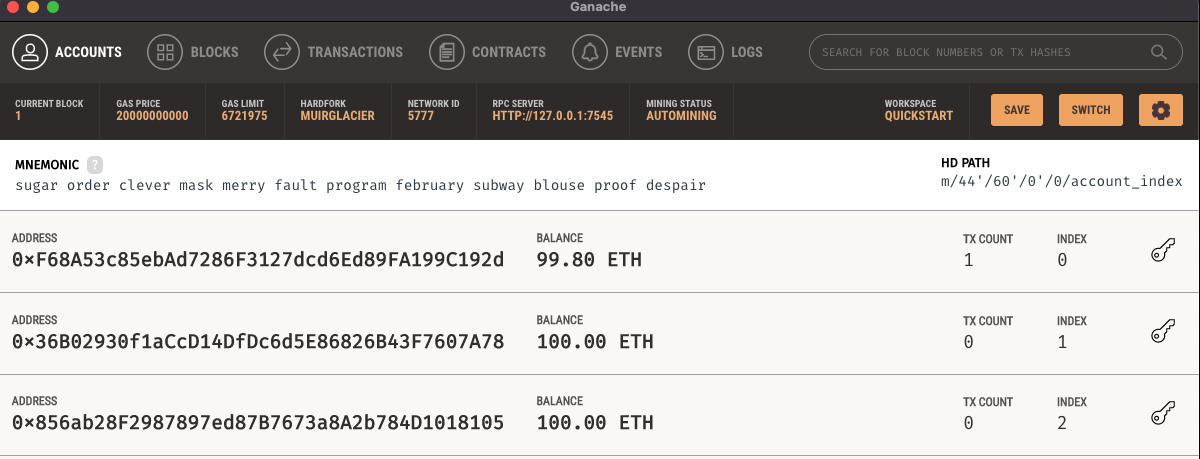 Ganache
ACCOUNTS BLOCKS TRANSACTIONS CONTRACTS EVENTS LOGS SEARCH FOR BLOCK NUMBERS OR TX HASHES
CURRENT BLOCK GAS PRICE GAS LIMIT HARDFORK NETWORK ID RPC SERVER MINING STATUS WORKSPACE
1 20000000000 6721975 MUIRGLACIER 5777 HTTP://127.0.0.1:7545 AUTOMINING QUICKSTART SAVE SWITCH
MNEMONIC ? HD PATH
sugar order clever mask merry fault program february subway blouse proof despair m/44'/60'/0'/0/account_index
ADDRESS BALANCE TX COUNT INDEX
0×F68A53c85ebAd7286F3127dcd6Ed89FA199C192d 99.80 ETH 1 0
ADDRESS BALANCE TX COUNT INDEX
0×36B02930f1aCcD14DfDc6d5E86826B43F7607A78 100.00 ETH 0 1
ADDRESS BALANCE TX COUNT INDEX
0×856ab28F2987897ed87B7673a8A2b784D1018105 100.00 ETH 0 2